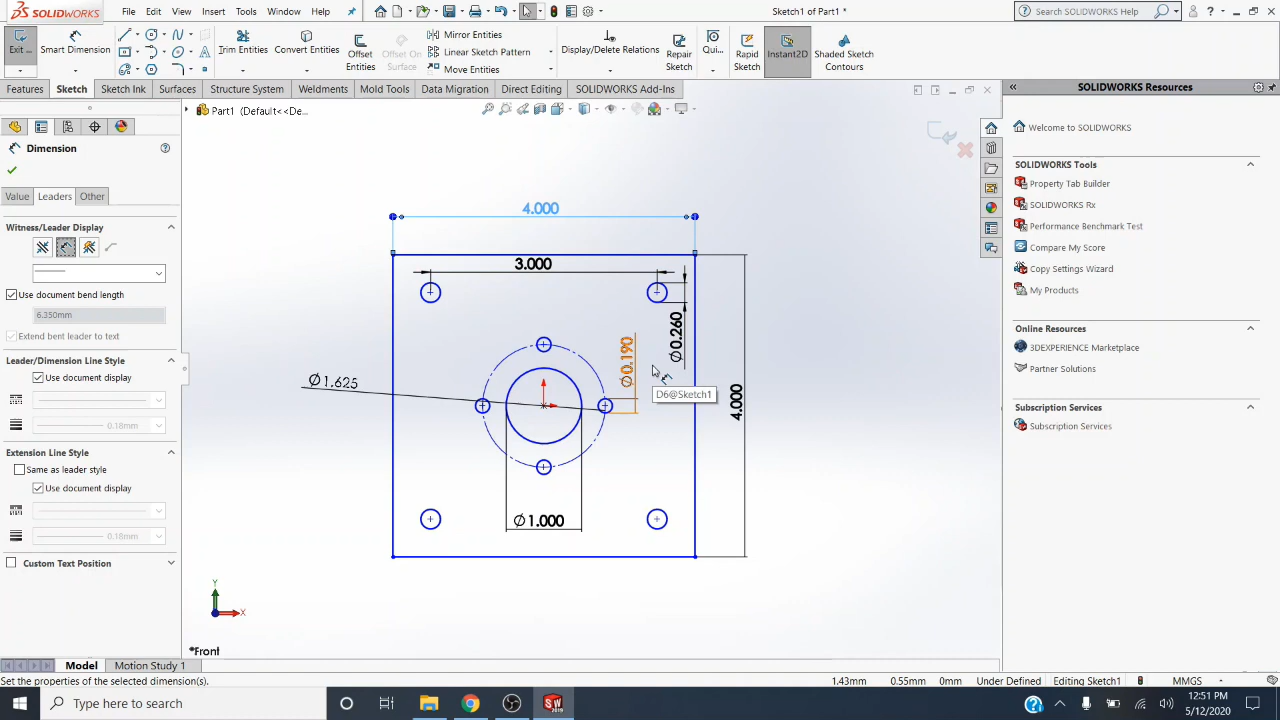 SOLIDWORKS File Edit View Insert Tools Window Help Sketch1 of Part1 * Search SOLIDWORKS Help
Exit ...
Smart Dimension
Trim Entities
Convert Entities
Offset Entities
Offset On Surface
Mirror Entities
Linear Sketch Pattern
Move Entities
Display/Delete Relations
Repair Sketch
Qui...
Rapid Sketch
Instant2D
Shaded Sketch Contours
Features Sketch Sketch Ink Surfaces Structure System Weldments Mold Tools Data Migration Direct Editing SOLIDWORKS Add-Ins
Part1 (Default<<De...
Dimension
Value Leaders Other
Witness/Leader Display
Use document bend length
6.350mm
Extend bent leader to text
Leader/Dimension Line Style
Use document display
0.18mm
Extension Line Style
Same as leader style
Use document display
0.18mm
Custom Text Position
4.000
3.000
Ø0.260
Ø0.190
Ø1.625
D6@Sketch1
4.000
Ø1.000
Y
X
*Front
SOLIDWORKS Resources
Welcome to SOLIDWORKS
SOLIDWORKS Tools
Property Tab Builder
SOLIDWORKS Rx
Performance Benchmark Test
Compare My Score
Copy Settings Wizard
My Products
Online Resources
3DEXPERIENCE Marketplace
Partner Solutions
Subscription Services
Subscription Services
Model Motion Study 1
Set the properties of the selected dimension(s). 1.43mm 0.55mm 0mm Under Defined Editing Sketch1 MMGS
Type here to search
SW
2019
12:51 PM
5/12/2020